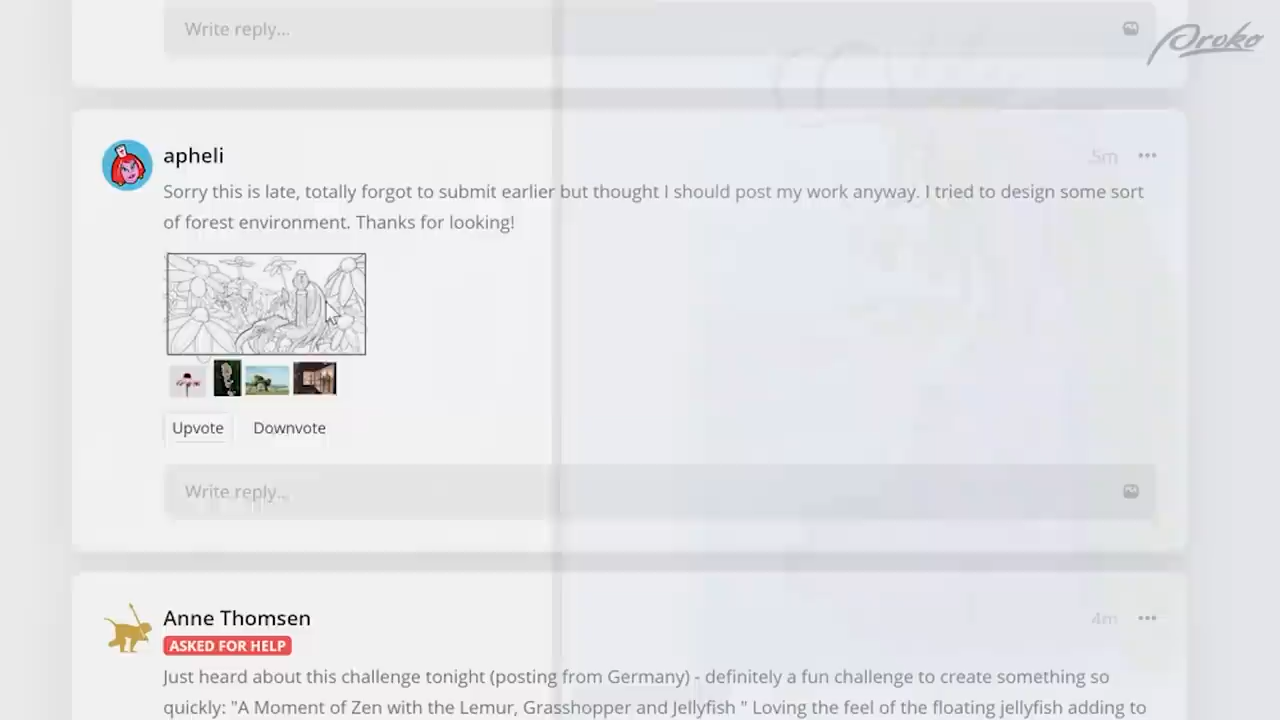 Write reply...
Proko
apheli
5m
Sorry this is late, totally forgot to submit earlier but thought I should post my work anyway. I tried to design some sort
of forest environment. Thanks for looking!
Upvote
Downvote
Write reply...
Anne Thomsen
4m
ASKED FOR HELP
Just heard about this challenge tonight (posting from Germany) - definitely a fun challenge to create something so
quickly: "A Moment of Zen with the Lemur, Grasshopper and Jellyfish " Loving the feel of the floating jellyfish adding to